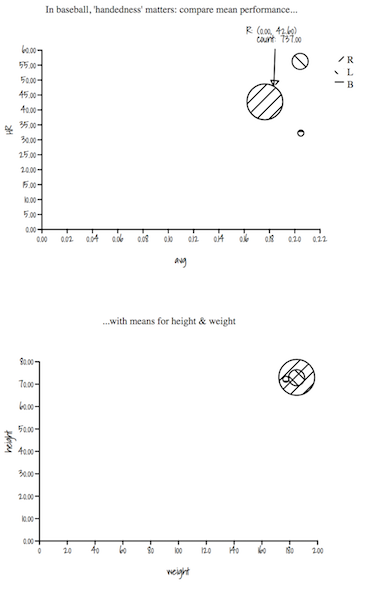 In baseball, 'handedness' matters: compare mean performance...
R: (0.00, 42.60)
count: 737.00
R
L
B
60.00
55.00
50.00
45.00
40.00
35.00
30.00
25.00
20.00
15.00
10.00
5.00
0.00
HR
0.00 0.02 0.04 0.06 0.08 0.10 0.12 0.14 0.16 0.18 0.20 0.22
avg
...with means for height & weight
80.00
70.00
60.00
50.00
40.00
30.00
20.00
10.00
0.00
height
0 20 40 60 80 100 120 140 160 180 200
weight